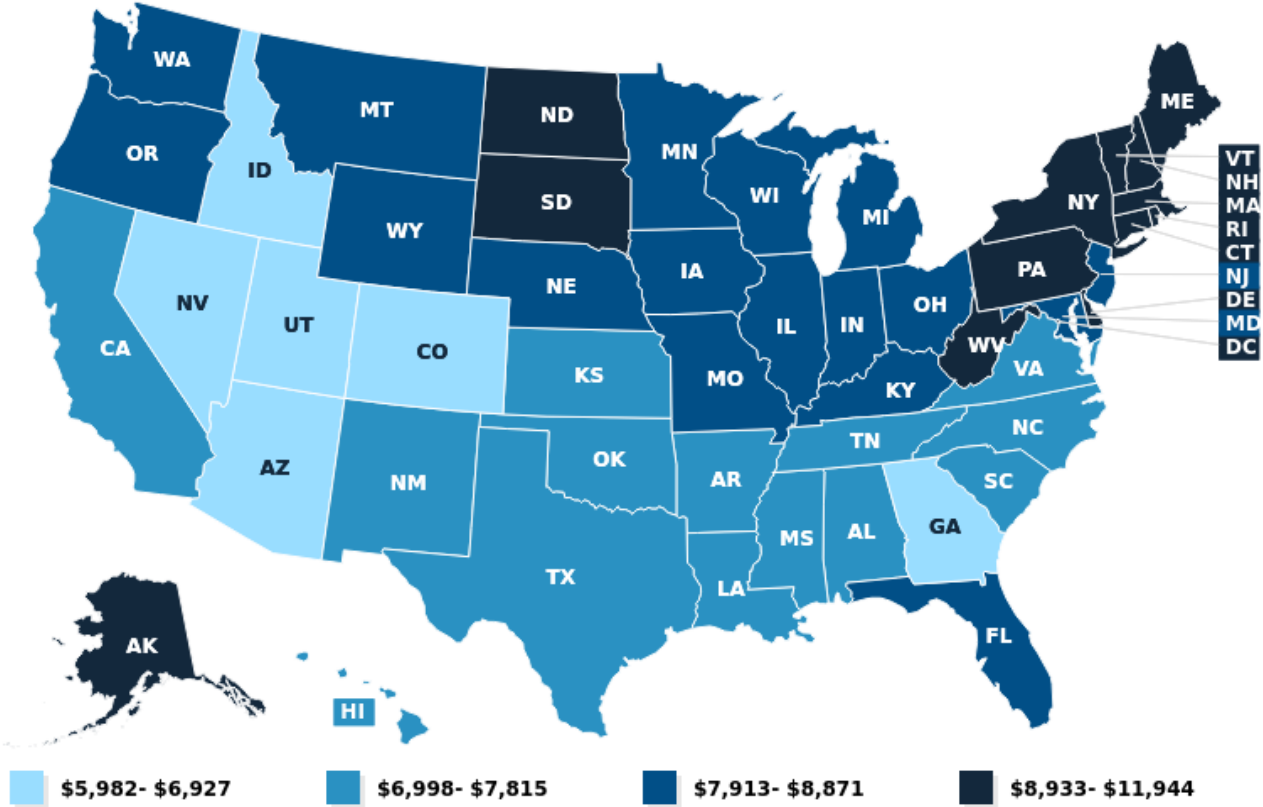 WA
MT
ND
ME
OR
ID
MN
VT
NH
SD
WI
NY
MA
MI
WY
RI
CT
IA
PA
NJ
NE
NV
OH
DE
UT
IL
IN
MD
CO
WV
DC
CA
KS
MO
VA
KY
NC
TN
AZ
OK
NM
AR
SC
GA
MS
AL
TX
LA
FL
AK
HI
$5,982- $6,927
$6,998- $7,815
$7,913- $8,871
$8,933- $11,944